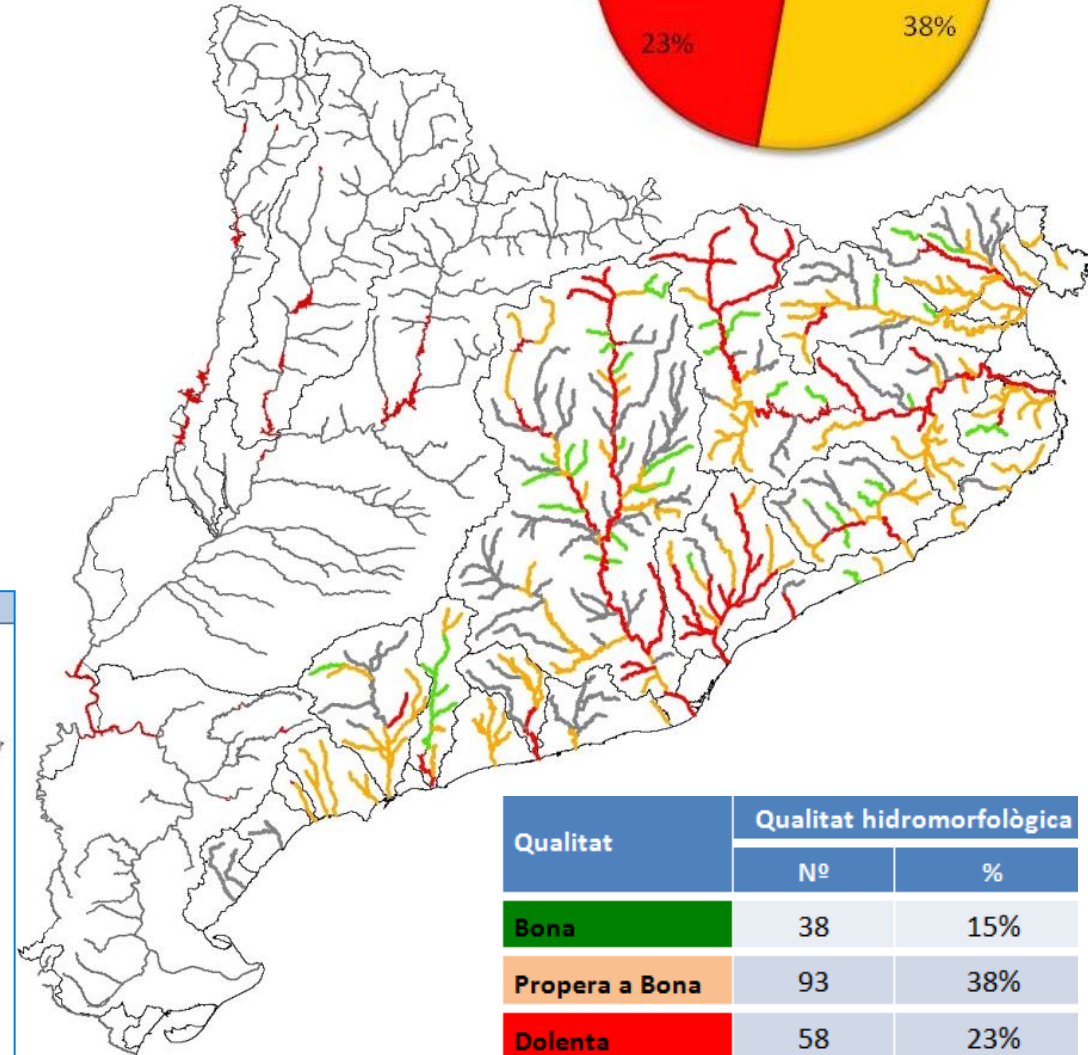 23%
38%
Qualitat
Qualitat hidromorfològica
Nº
%
Bona
38
15%
Propera a Bona
93
38%
Dolenta
58
23%